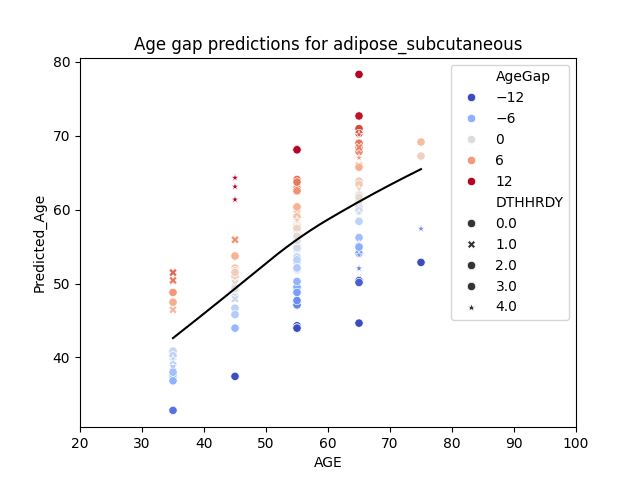 Age gap predictions for adipose_subcutaneous
80
70
60
50
40
Predicted_Age
20 30 40 50 60 70 80 90 100
AGE
AgeGap
−12
−6
0
6
12
DTHHRDY
0.0
1.0
2.0
3.0
4.0